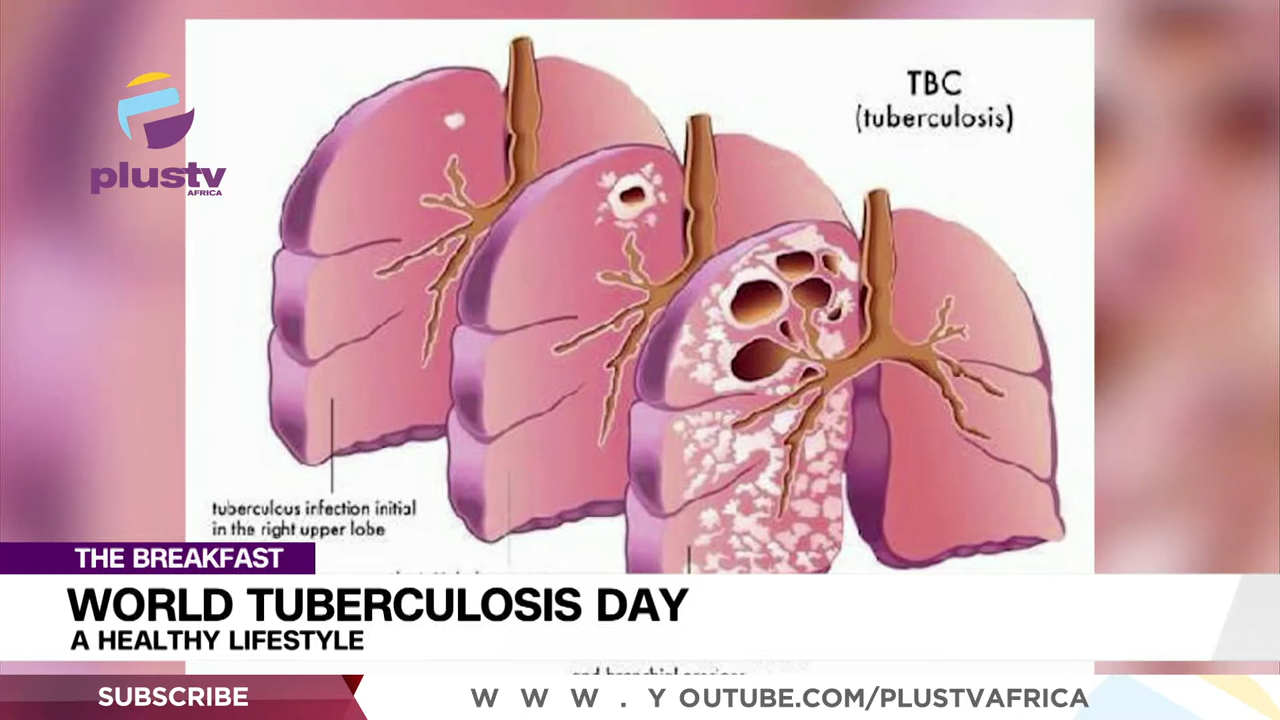 TBC
(tuberculosis)
plustv
AFRICA
tuberculous infection initial
in the right upper lobe
THE BREAKFAST
WORLD TUBERCULOSIS DAY
A HEALTHY LIFESTYLE
SUBSCRIBE
W W W . Y OUTUBE.COM/PLUSTVAFRICA